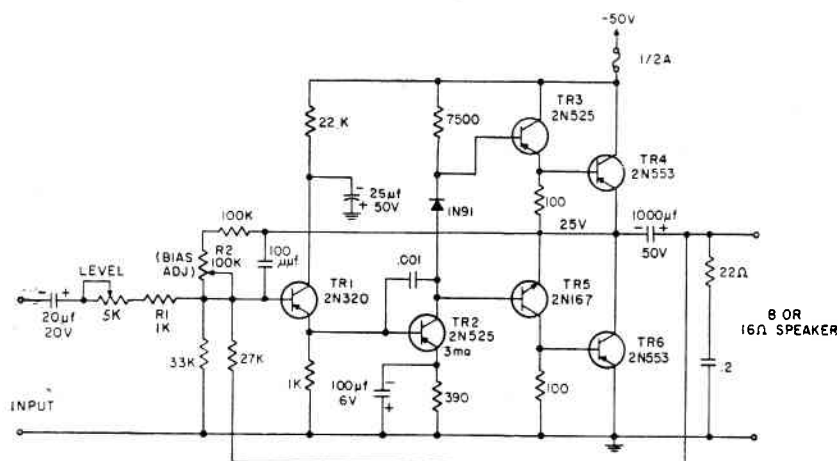 -50V
1/2A
TR3
2N525
22 K
7500
TR4
2N553
25µf
50V
1N91
100
100K
25V
1000µf
50V
100
µµf
(BIAS
ADJ)
R2
100K
.001
TR5
2N167
22Ω
LEVEL
TR1
2N320
5K
R1
1K
20µf
20V
TR2
2N525
3ma
8 OR
16Ω SPEAKER
TR6
2N553
33K
27K
1K
100µf
6V
390
100
.2
INPUT